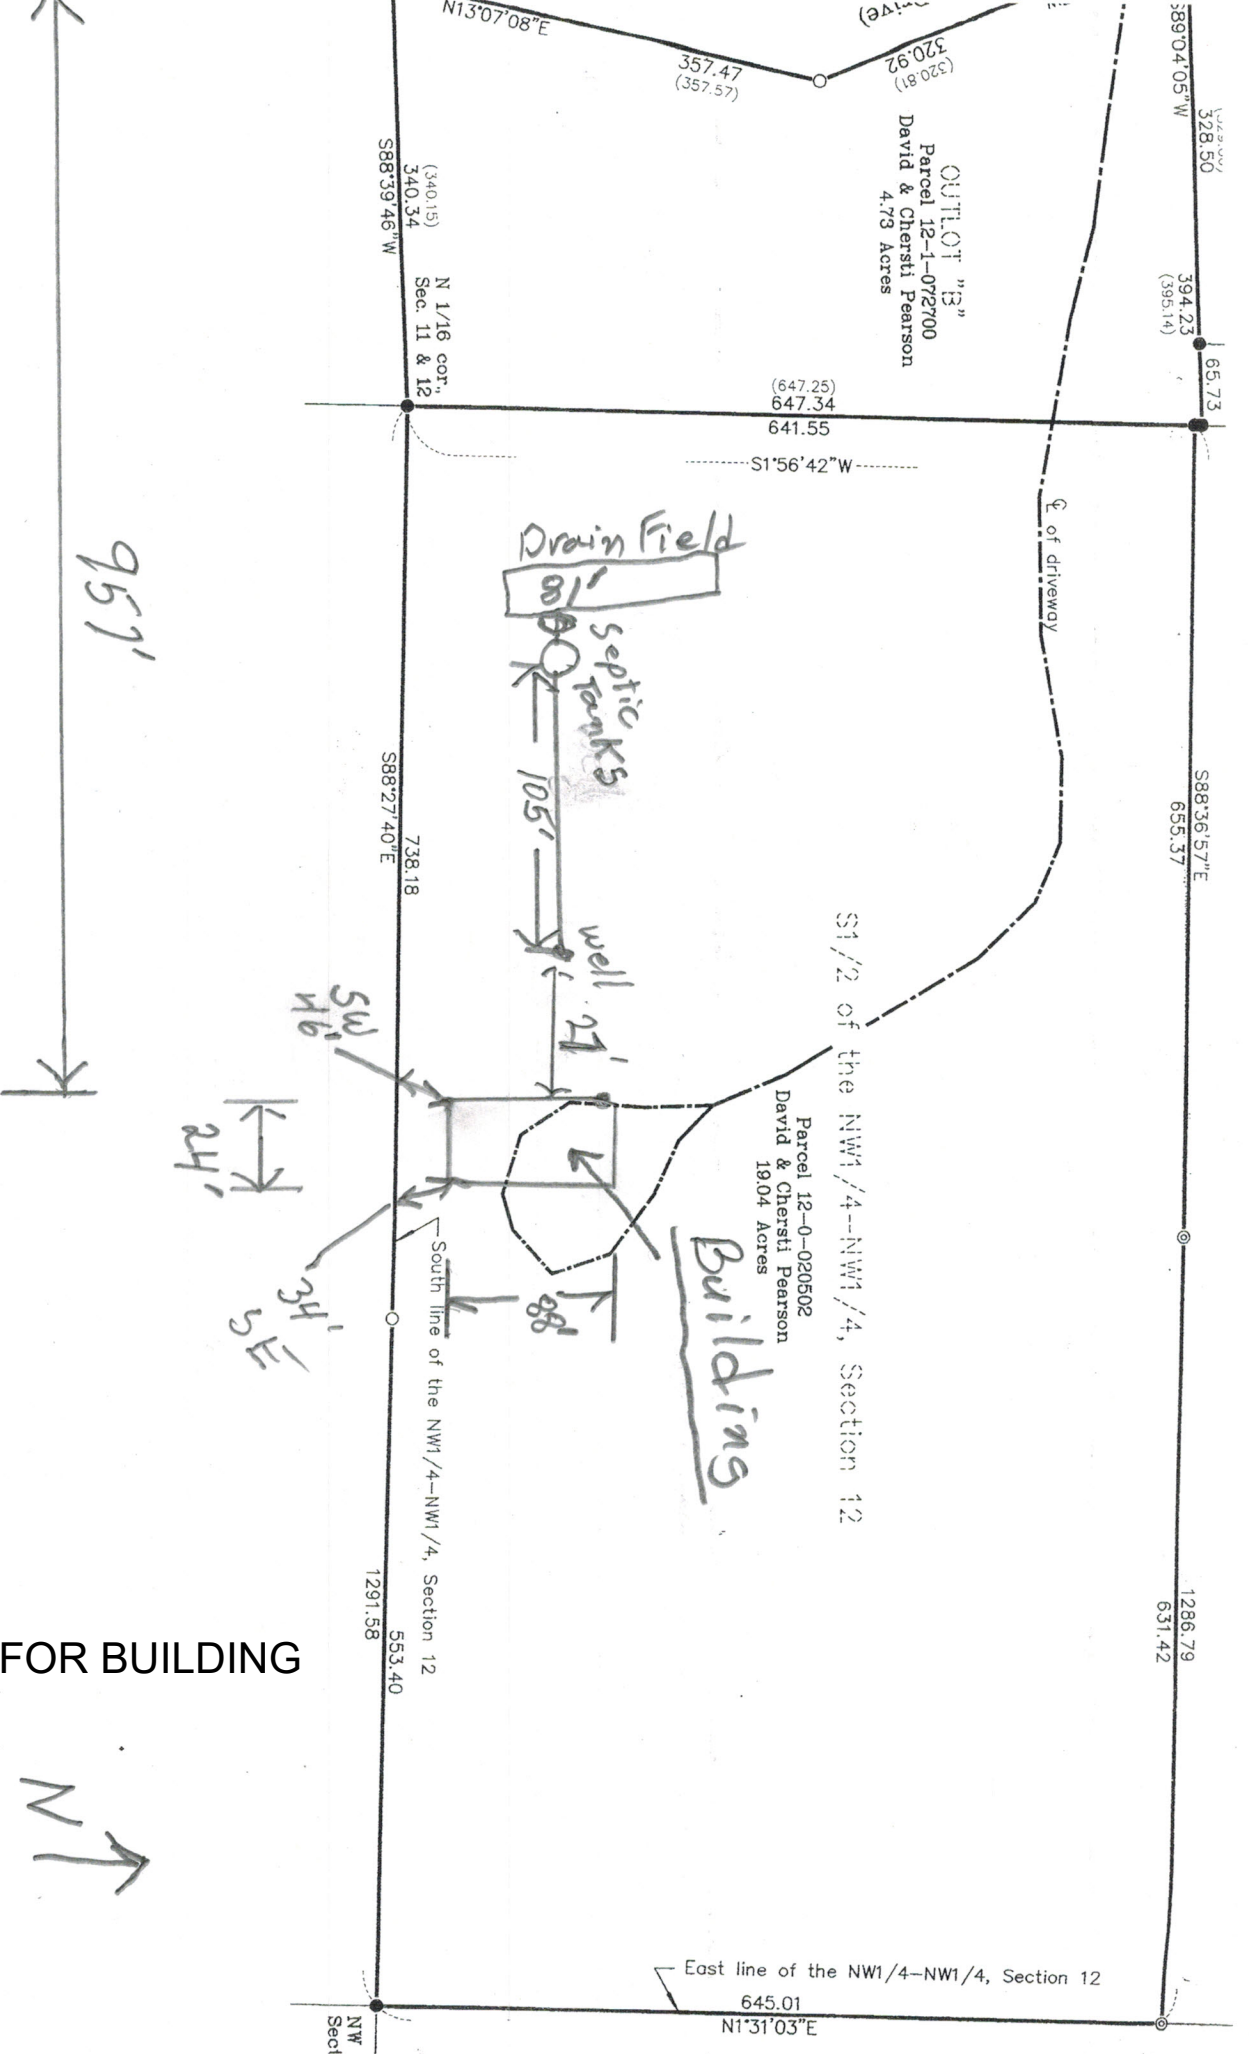 N13°07'08"E
357.47
(357.57)
320.92
(320.81)
S89°04'05"W
328.50
394.23
(395.14)
65.73
OUTLOT "B"
Parcel 12-1-072700
David & Chersti Pearson
4.73 Acres
(340.15)
340.34
S88°39'46"W
N 1/16 cor.,
Sec. 11 & 12
(647.25)
647.34
641.55
S1°56'42"W
℄ of driveway
Drain Field
81'
Septic
Tanks
105'
Well
27'
957'
S88°36'57"E
655.37
738.18
S88°27'40"E
S1/2 of the NW1/4--NW1/4, Section 12
Parcel 12-0-020502
David & Chersti Pearson
19.04 Acres
SW
46'
24'
34'
SE
88'
Building
South line of the NW1/4-NW1/4, Section 12
1286.79
631.42
1291.58
553.40
FOR BUILDING
N
East line of the NW1/4-NW1/4, Section 12
645.01
N1°31'03"E
NW